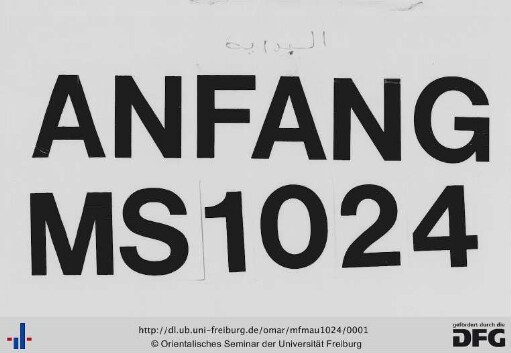 البداية
ANFANG
MS1024
http://dl.ub.uni-freiburg.de/omar/mfmau1024/0001
© Orientalisches Seminar der Universität Freiburg
gefördert durch die
DFG